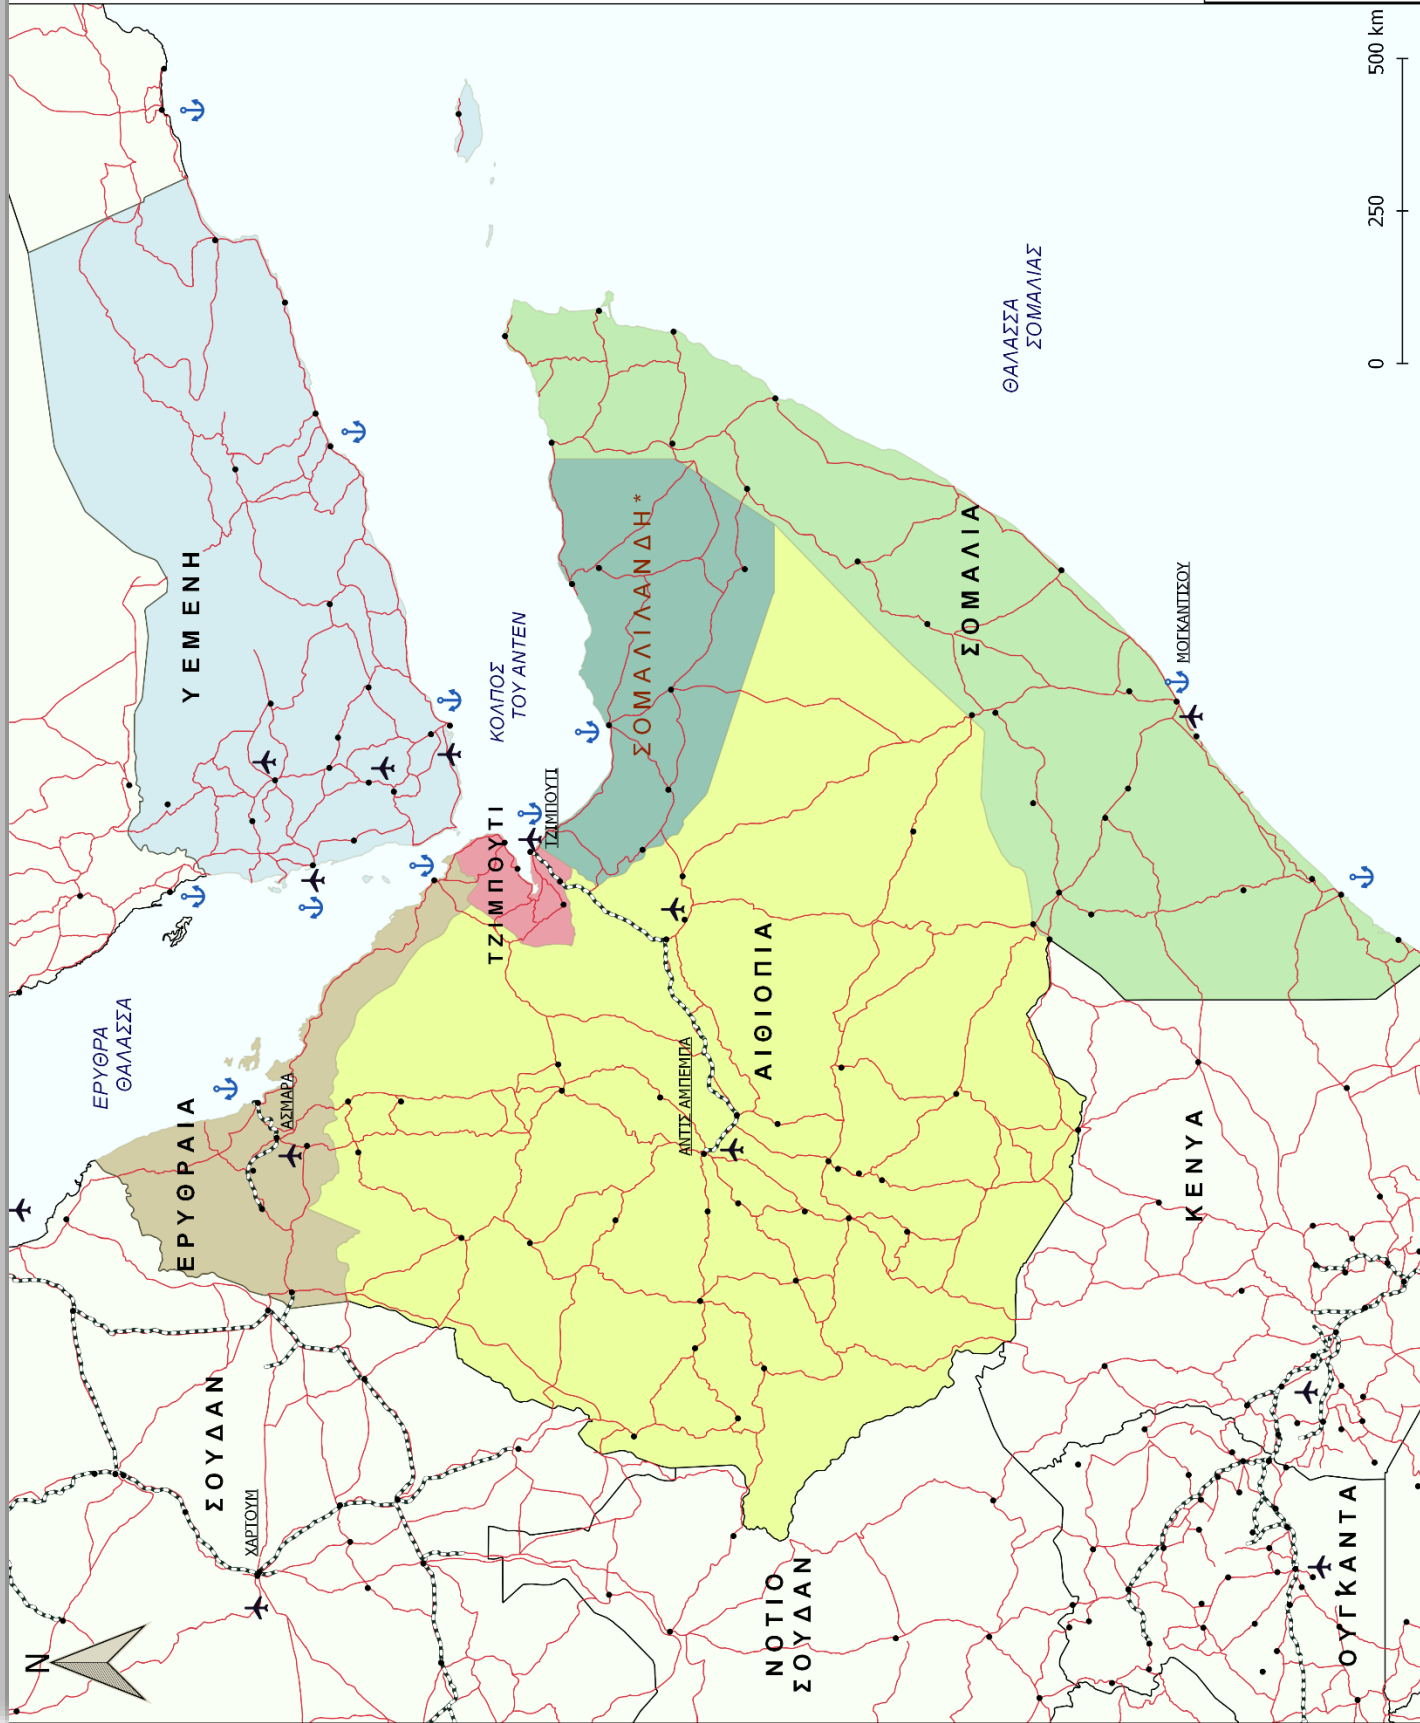 N
ΕΡΥΘΡΑ
ΘΑΛΑΣΣΑ
ΥΕΜΕΝΗ
ΕΡΥΘΡΑΙΑ
ΑΣΜΑΡΑ
ΣΟΥΔΑΝ
ΧΑΡΤΟΥΜ
ΚΟΛΠΟΣ
ΤΟΥ ΑΝΤΕΝ
ΤΖΙΜΠΟΥΤΙ
ΤΖΙΜΠΟΥΤΙ
ΣΟΜΑΛΙΛΑΝΔΗ*
ΑΝΤΙΣ ΑΜΠΕΜΠΑ
ΑΙΘΙΟΠΙΑ
ΝΟΤΙΟ
ΣΟΥΔΑΝ
ΣΟΜΑΛΙΑ
ΘΑΛΑΣΣΑ
ΣΟΜΑΛΙΑΣ
ΜΟΓΚΑΝΤΙΣΟΥ
ΚΕΝΥΑ
ΟΥΓΚΑΝΤΑ
0 250 500 km